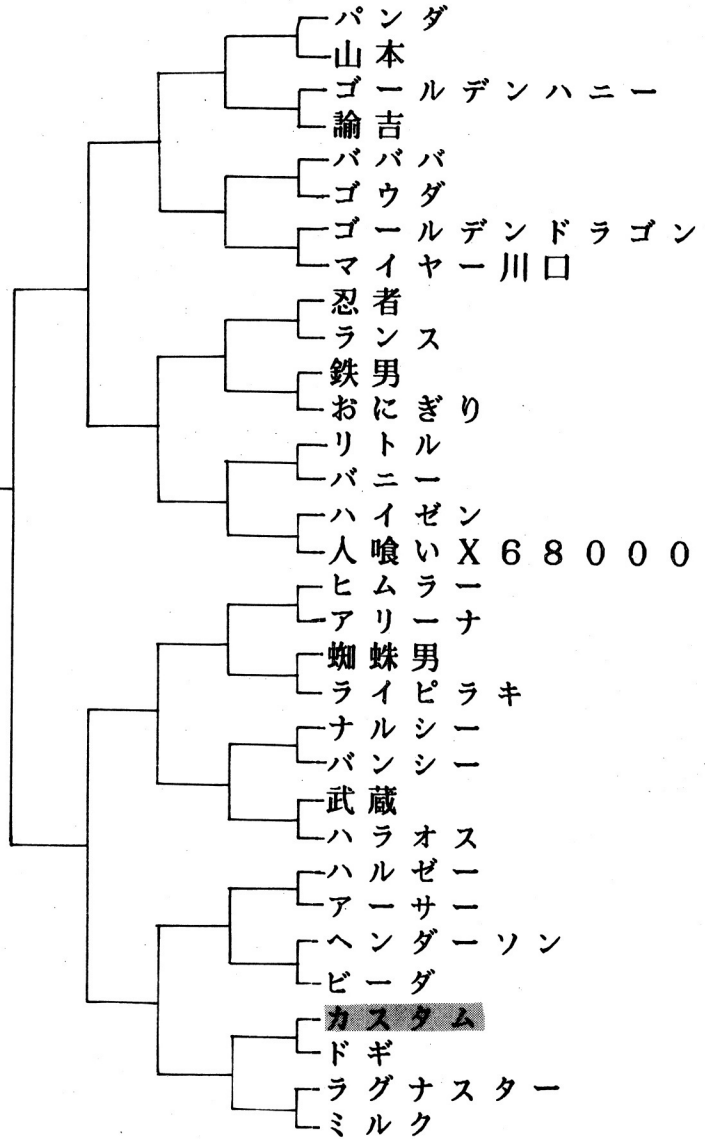 パンダ
山本
ゴールデンハニー
諭吉
バババ
ゴウダ
ゴールデンドラゴン
マイヤー川口
忍者
ランス
鉄男
おにぎり
リトル
バニー
ハイゼン
人喰いX68000
ヒムラー
アリーナ
蜘蛛男
ライピラキ
ナルシー
バンシー
武蔵
ハラオス
ハルゼー
アーサー
ヘンダーソン
ビーダ
カスタム
ドギ
ラグナスター
ミルク